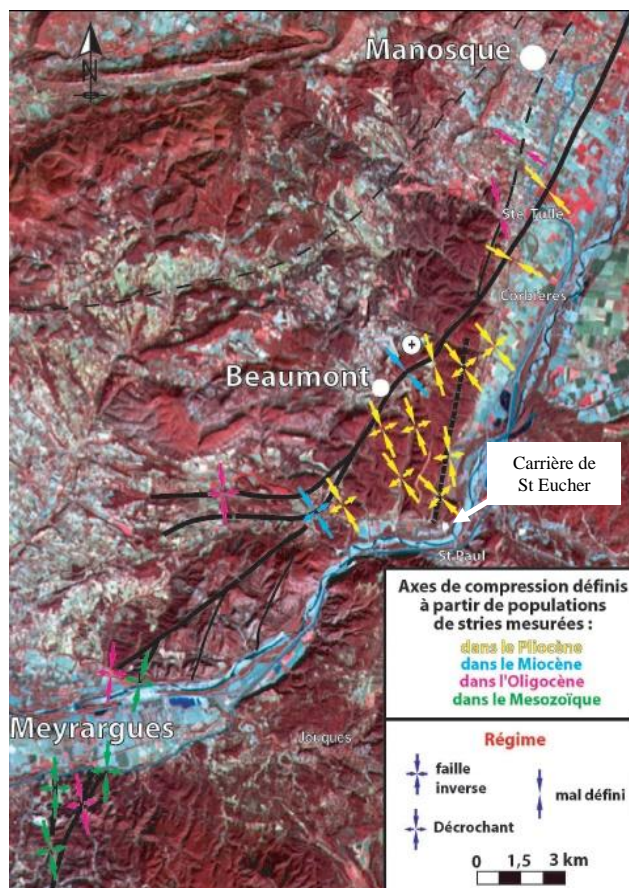 Manosque
N
Ste Tulle
Corbières
+
Beaumont
Carrière de
St Eucher
St Paul
Meyrargues
Jouques
Axes de compression définis
à partir de populations
de stries mesurées :
dans le Pliocène
dans le Miocène
dans l'Oligocène
dans le Mesozoïque
Régime
faille
inverse
mal défini
Décrochant
0 1,5 3 km